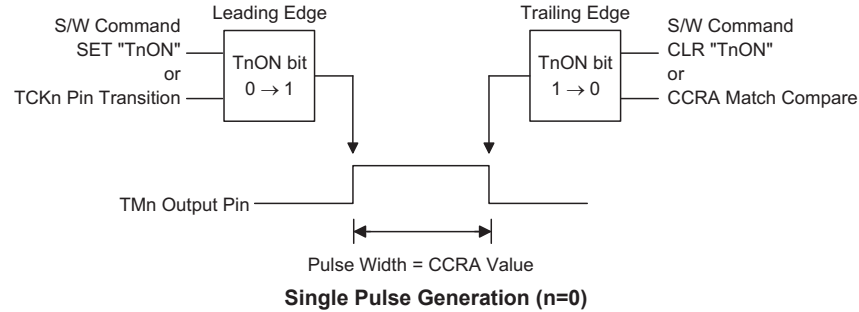 Leading Edge
S/W Command
SET "TnON"
or
TCKn Pin Transition
TnON bit
0 → 1
Trailing Edge
TnON bit
1 → 0
S/W Command
CLR "TnON"
or
CCRA Match Compare
TMn Output Pin
Pulse Width = CCRA Value
Single Pulse Generation (n=0)